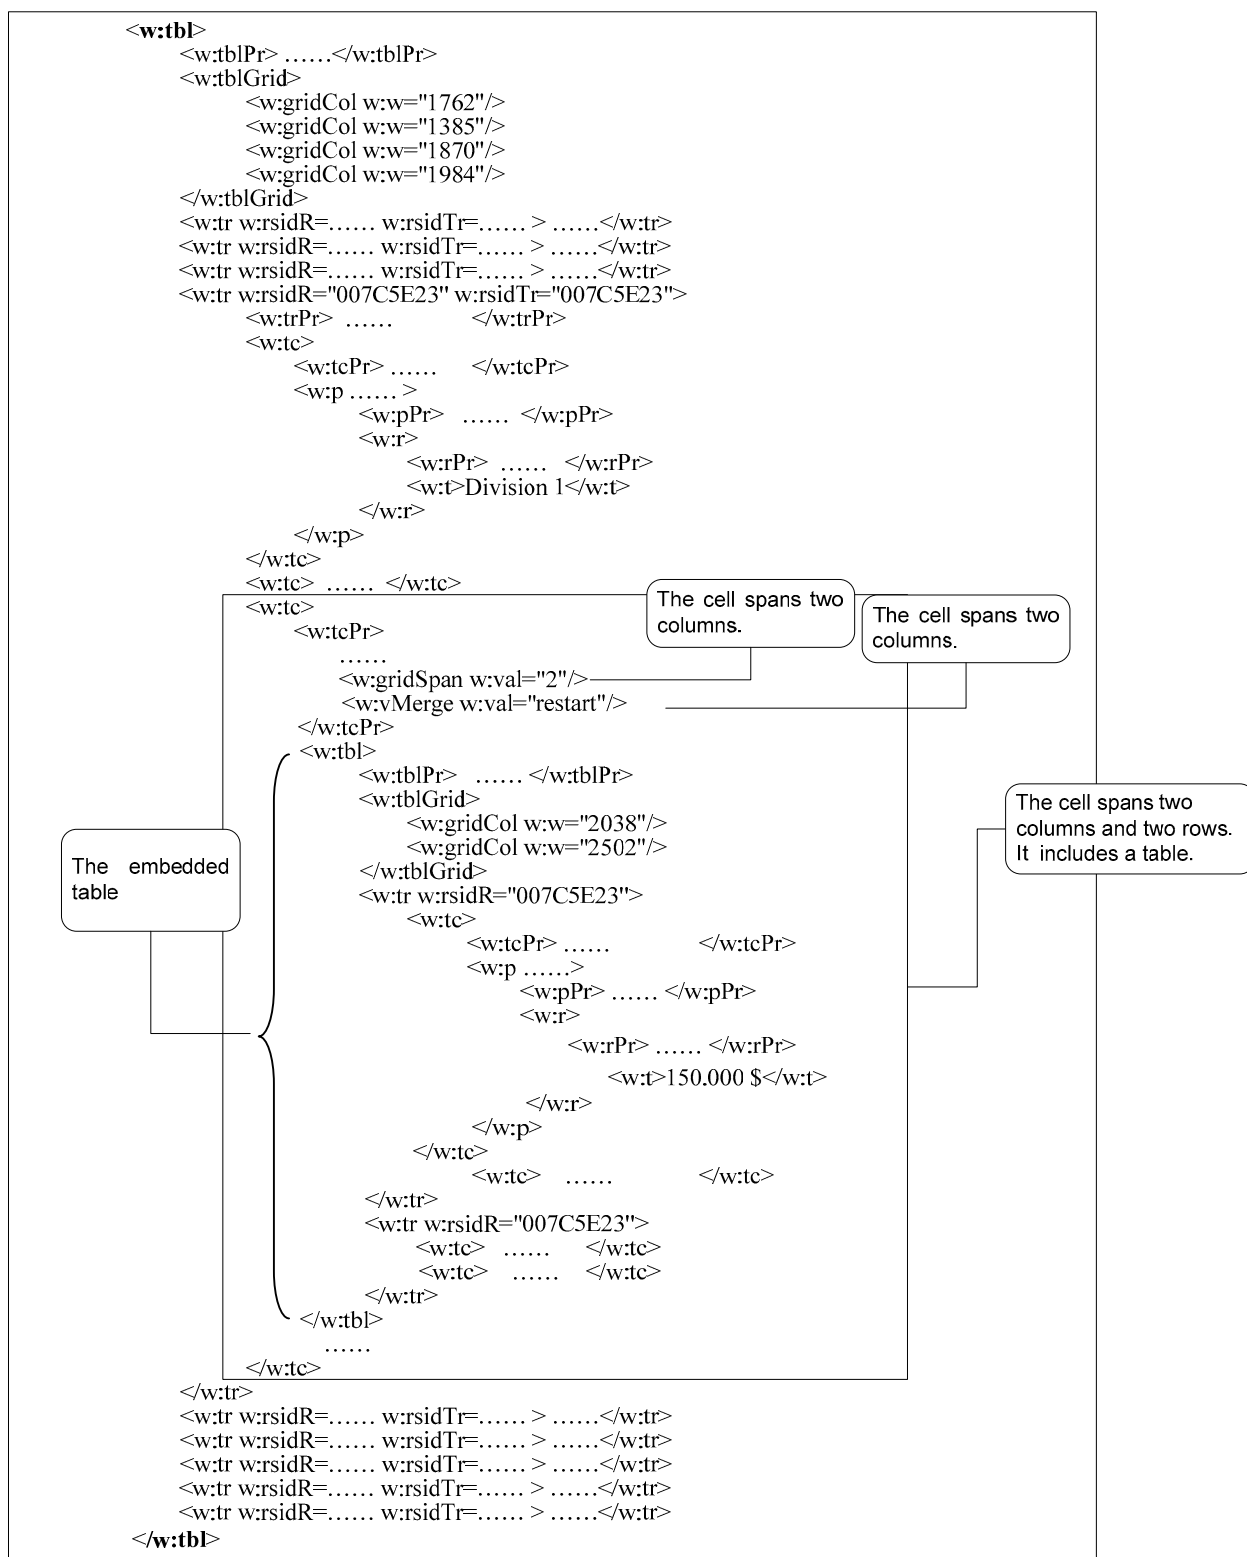 <w:tbl>
<w:tblPr> ……</w:tblPr>
<w:tblGrid>
<w:gridCol w:w="1762"/>
<w:gridCol w:w="1385"/>
<w:gridCol w:w="1870"/>
<w:gridCol w:w="1984"/>
</w:tblGrid>
<w:tr w:rsidR=…… w:rsidTr=…… > ……</w:tr>
<w:tr w:rsidR=…… w:rsidTr=…… > ……</w:tr>
<w:tr w:rsidR=…… w:rsidTr=…… > ……</w:tr>
<w:tr w:rsidR="007C5E23" w:rsidTr="007C5E23">
<w:trPr> …… </w:trPr>
<w:tc>
<w:tcPr> …… </w:tcPr>
<w:p …… >
<w:pPr> …… </w:pPr>
<w:r>
<w:rPr> …… </w:rPr>
<w:t>Division 1</w:t>
</w:r>
</w:p>
</w:tc>
<w:tc> …… </w:tc>
<w:tc>
The cell spans two
columns.
The cell spans two
columns.
<w:tcPr>
……
<w:gridSpan w:val="2"/>
<w:vMerge w:val="restart"/>
</w:tcPr>
<w:tbl>
<w:tblPr> …… </w:tblPr>
<w:tblGrid>
<w:gridCol w:w="2038"/>
<w:gridCol w:w="2502"/>
</w:tblGrid>
The cell spans two
columns and two rows.
It includes a table.
The embedded
table
<w:tr w:rsidR="007C5E23">
<w:tc>
<w:tcPr> …… </w:tcPr>
<w:p ……>
<w:pPr> …… </w:pPr>
<w:r>
<w:rPr> …… </w:rPr>
<w:t>150.000 $</w:t>
</w:r>
</w:p>
</w:tc>
<w:tc> …… </w:tc>
</w:tr>
<w:tr w:rsidR="007C5E23">
<w:tc> …… </w:tc>
<w:tc> …… </w:tc>
</w:tr>
</w:tbl>
……
</w:tc>
</w:tr>
<w:tr w:rsidR=…… w:rsidTr=…… > ……</w:tr>
<w:tr w:rsidR=…… w:rsidTr=…… > ……</w:tr>
<w:tr w:rsidR=…… w:rsidTr=…… > ……</w:tr>
<w:tr w:rsidR=…… w:rsidTr=…… > ……</w:tr>
<w:tr w:rsidR=…… w:rsidTr=…… > ……</w:tr>
</w:tbl>